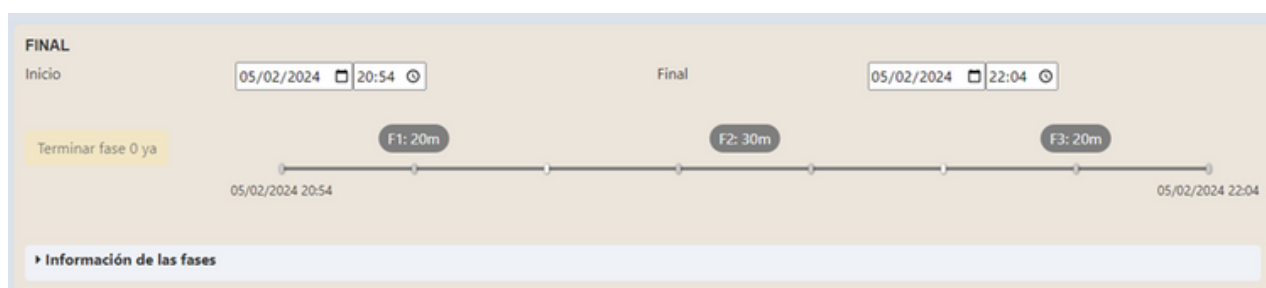 FINAL
Inicio 05/02/2024 20:54 Final 05/02/2024 22:04
Terminar fase 0 ya F1: 20m F2: 30m F3: 20m
05/02/2024 20:54 05/02/2024 22:04
Información de las fases